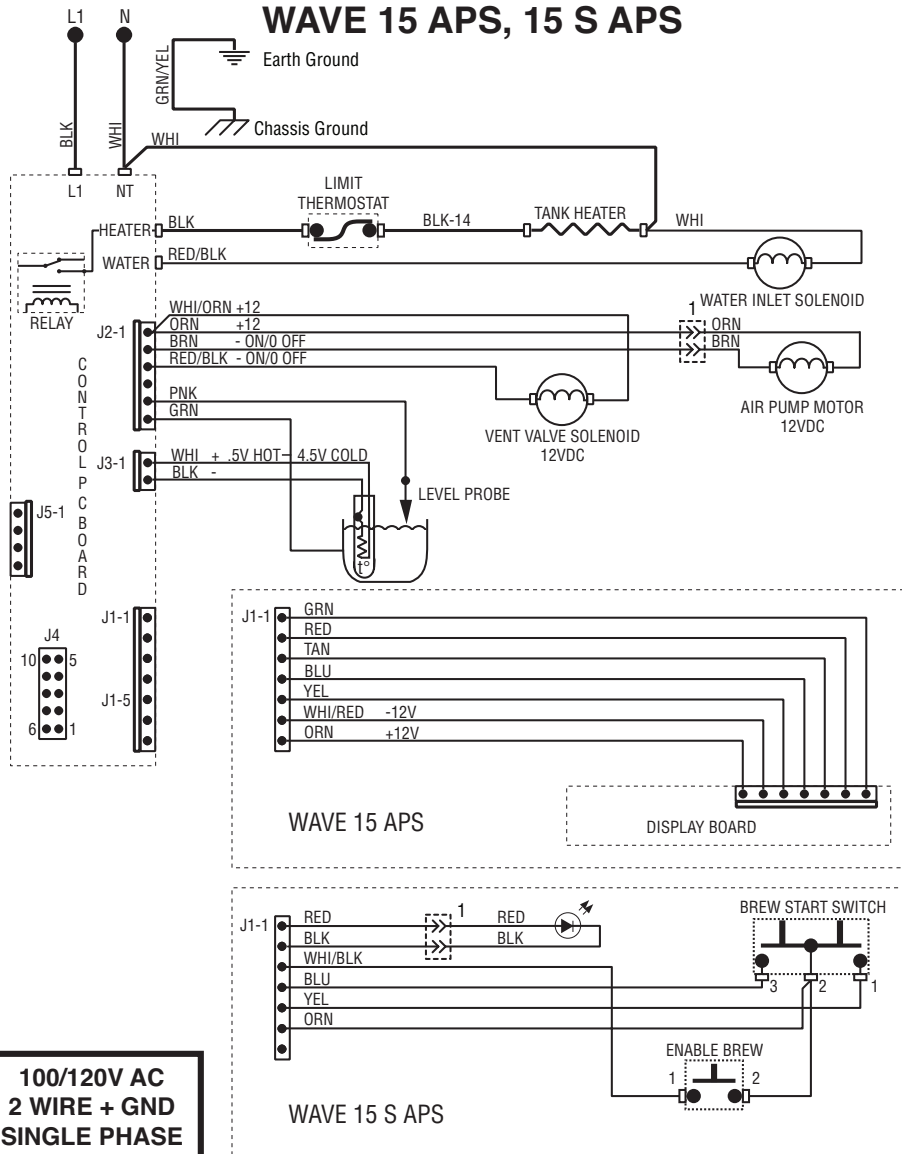 WAVE 15 APS, 15 S APS
L1
N
GRN/YEL
Earth Ground
Chassis Ground
BLK
WHI
WHI
L1
NT
LIMIT
THERMOSTAT
HEATER
BLK
BLK-14
TANK HEATER
WHI
WATER
RED/BLK
WATER INLET SOLENOID
RELAY
J2-1
WHI/ORN +12
ORN +12
BRN - ON/0 OFF
RED/BLK - ON/0 OFF
PNK
GRN
1
ORN
BRN
AIR PUMP MOTOR
12VDC
VENT VALVE SOLENOID
12VDC
CONTROL PC BOARD
J3-1
WHI + .5V HOT- 4.5V COLD
BLK -
LEVEL PROBE
t°
J5-1
J1-1
J1-5
J4
10 5
6 1
J1-1
GRN
RED
TAN
BLU
YEL
WHI/RED -12V
ORN +12V
WAVE 15 APS
DISPLAY BOARD
J1-1
RED
BLK
WHI/BLK
BLU
YEL
ORN
1
RED
BLK
BREW START SWITCH
3 2 1
ENABLE BREW
1 2
WAVE 15 S APS
100/120V AC
2 WIRE + GND
SINGLE PHASE